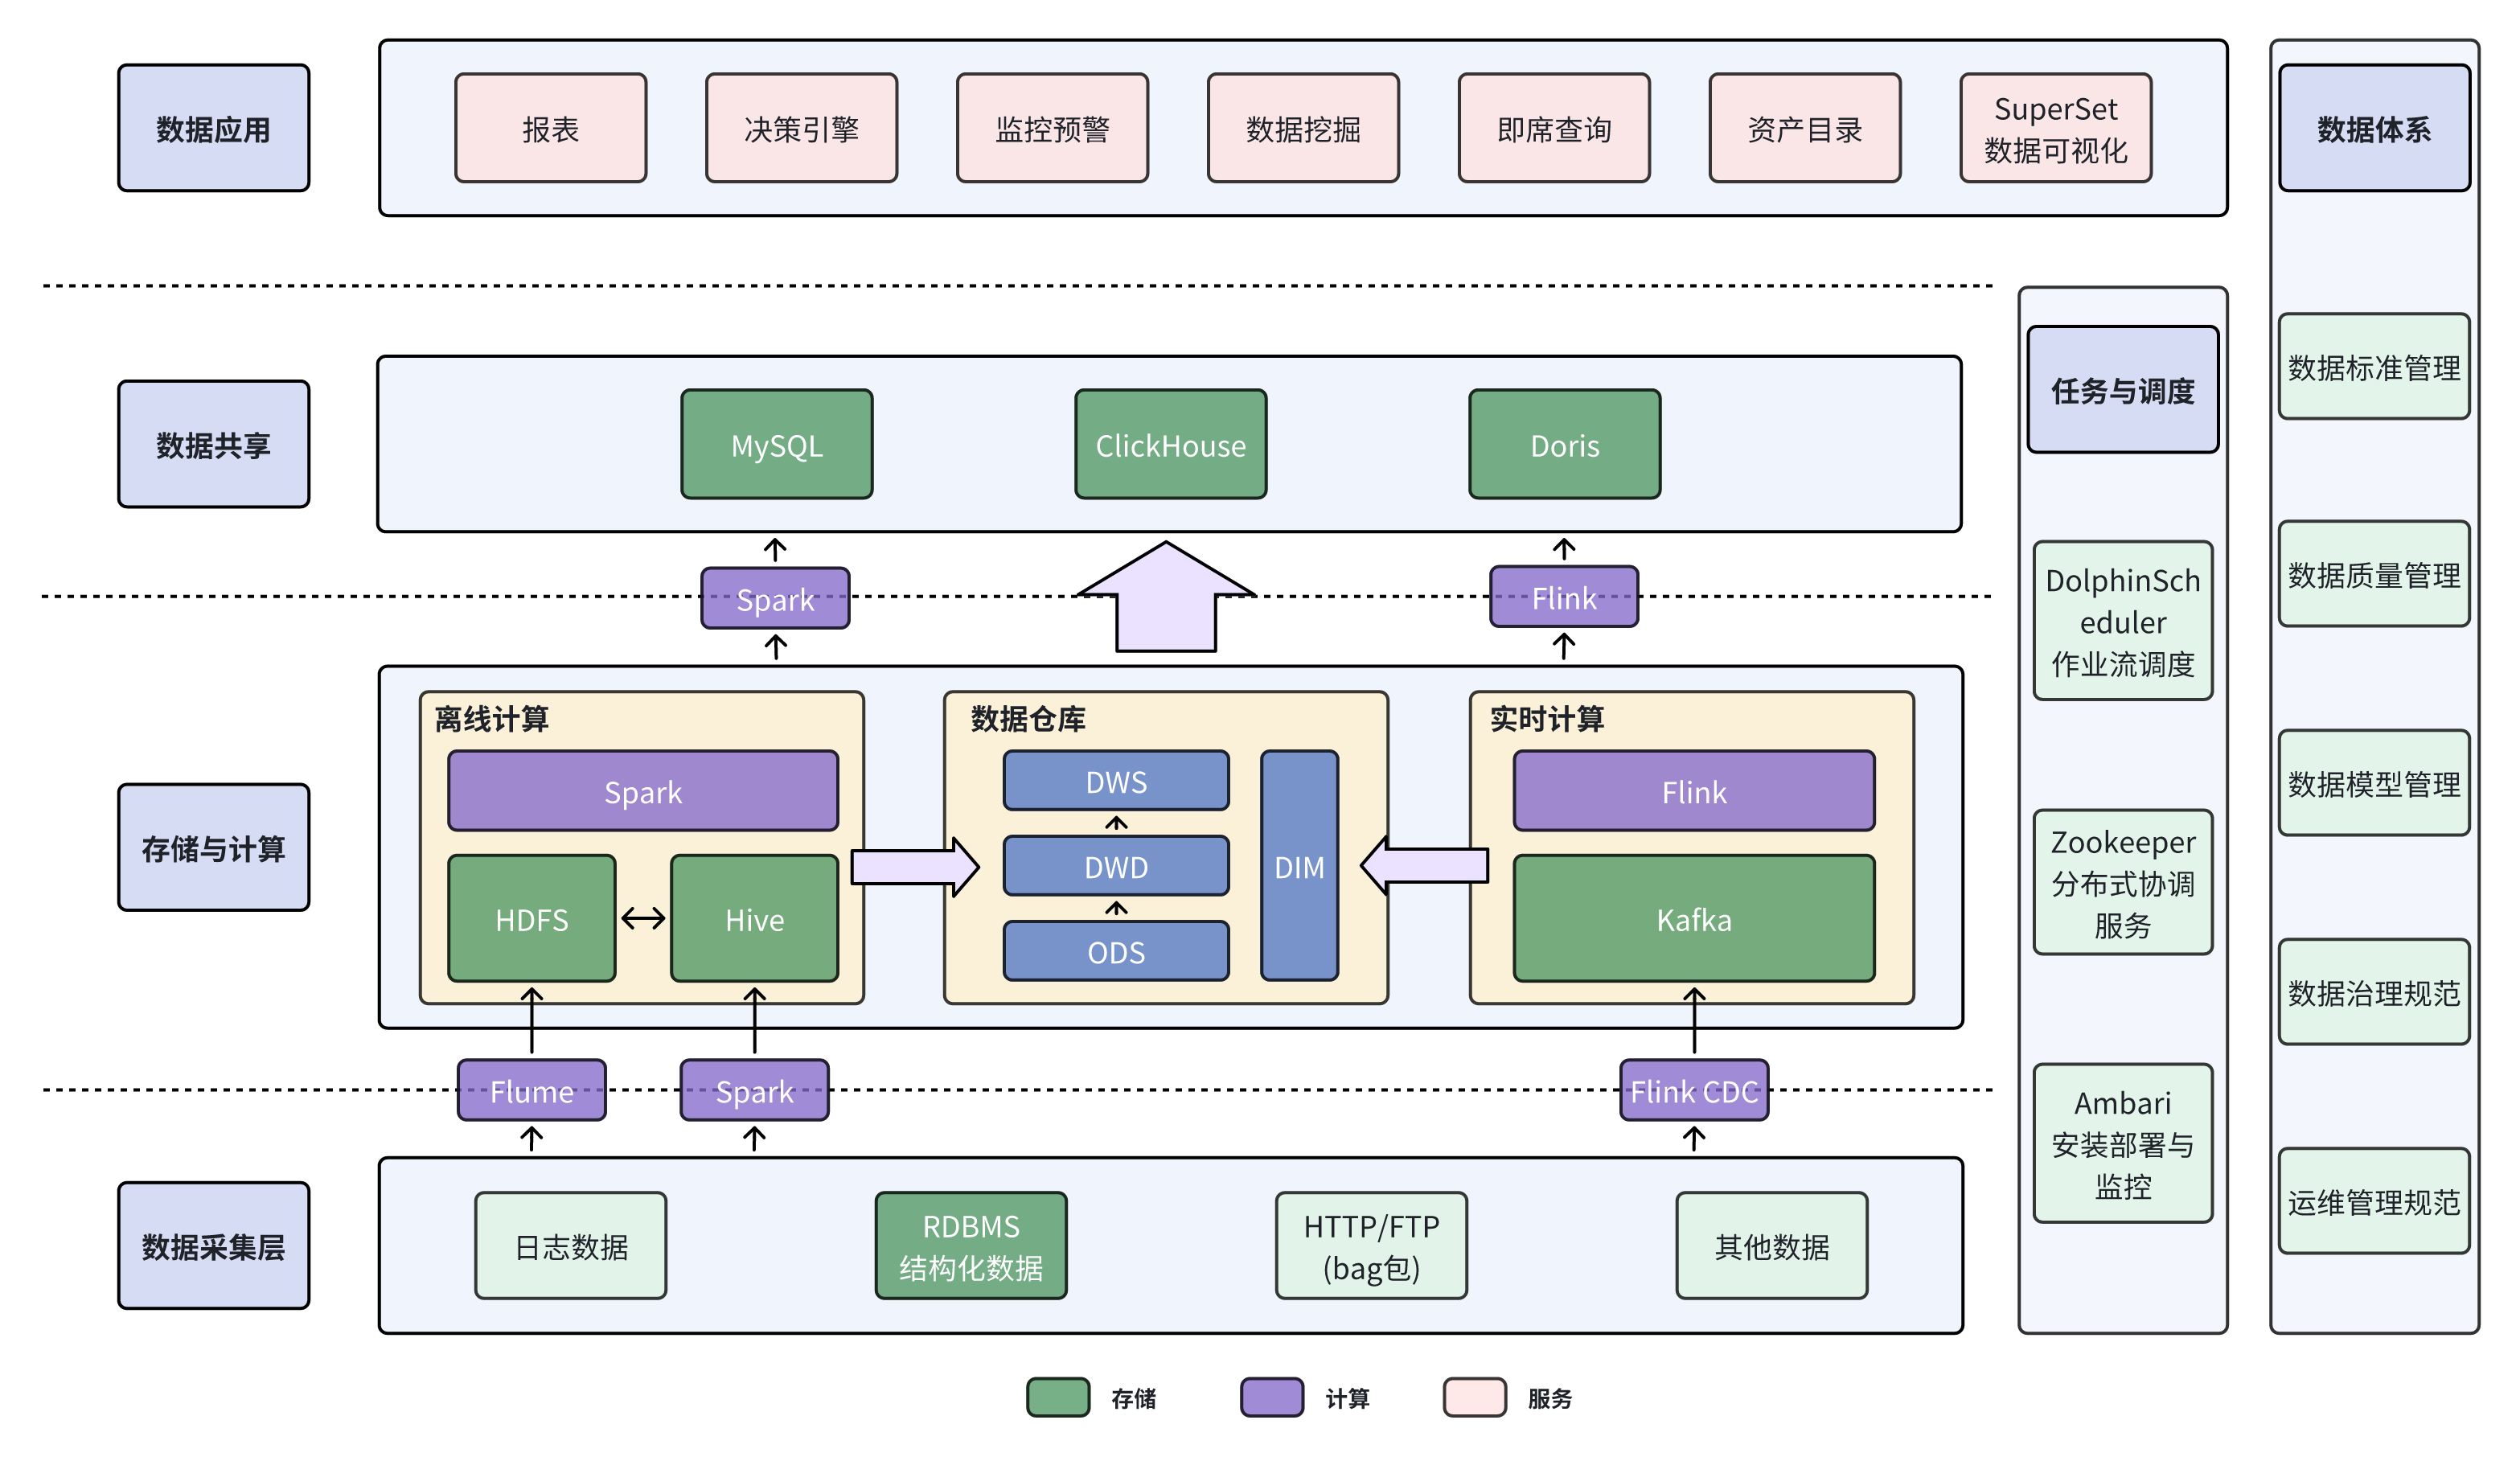 数据应用
报表
决策引擎
监控预警
数据挖掘
即席查询
资产目录
SuperSet
数据可视化
数据体系
数据标准管理
数据质量管理
数据模型管理
数据治理规范
运维管理规范
任务与调度
DolphinSch
eduler
作业流调度
Zookeeper
分布式协调
服务
Ambari
安装部署与
监控
数据共享
MySQL
ClickHouse
Doris
Spark
Flink
存储与计算
离线计算
Spark
HDFS
Hive
数据仓库
DWS
DWD
ODS
DIM
实时计算
Flink
Kafka
Flume
Spark
Flink CDC
数据采集层
日志数据
RDBMS
结构化数据
HTTP/FTP
(bag包)
其他数据
存储
计算
服务